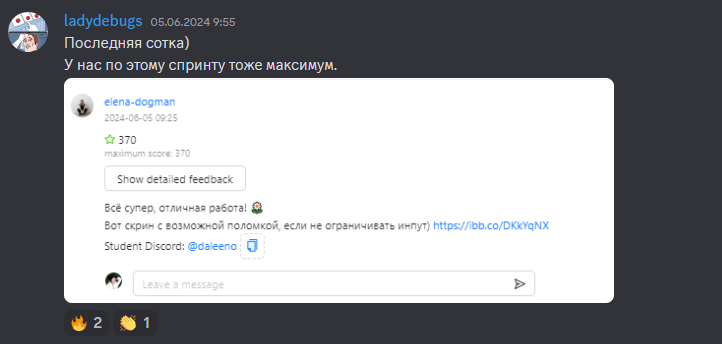 ladydebugs 05.06.2024 9:55
Последняя сотка)
У нас по этому спринту тоже максимум.
elena-dogman
2024-06-05 09:25
370
maximum score: 370
Show detailed feedback
Всё супер, отличная работа!
Вот скрин с возможной поломкой, если не ограничивать инпут) https://ibb.co/DKkYqNX
Student Discord: @daleeno
Leave a message
2 1